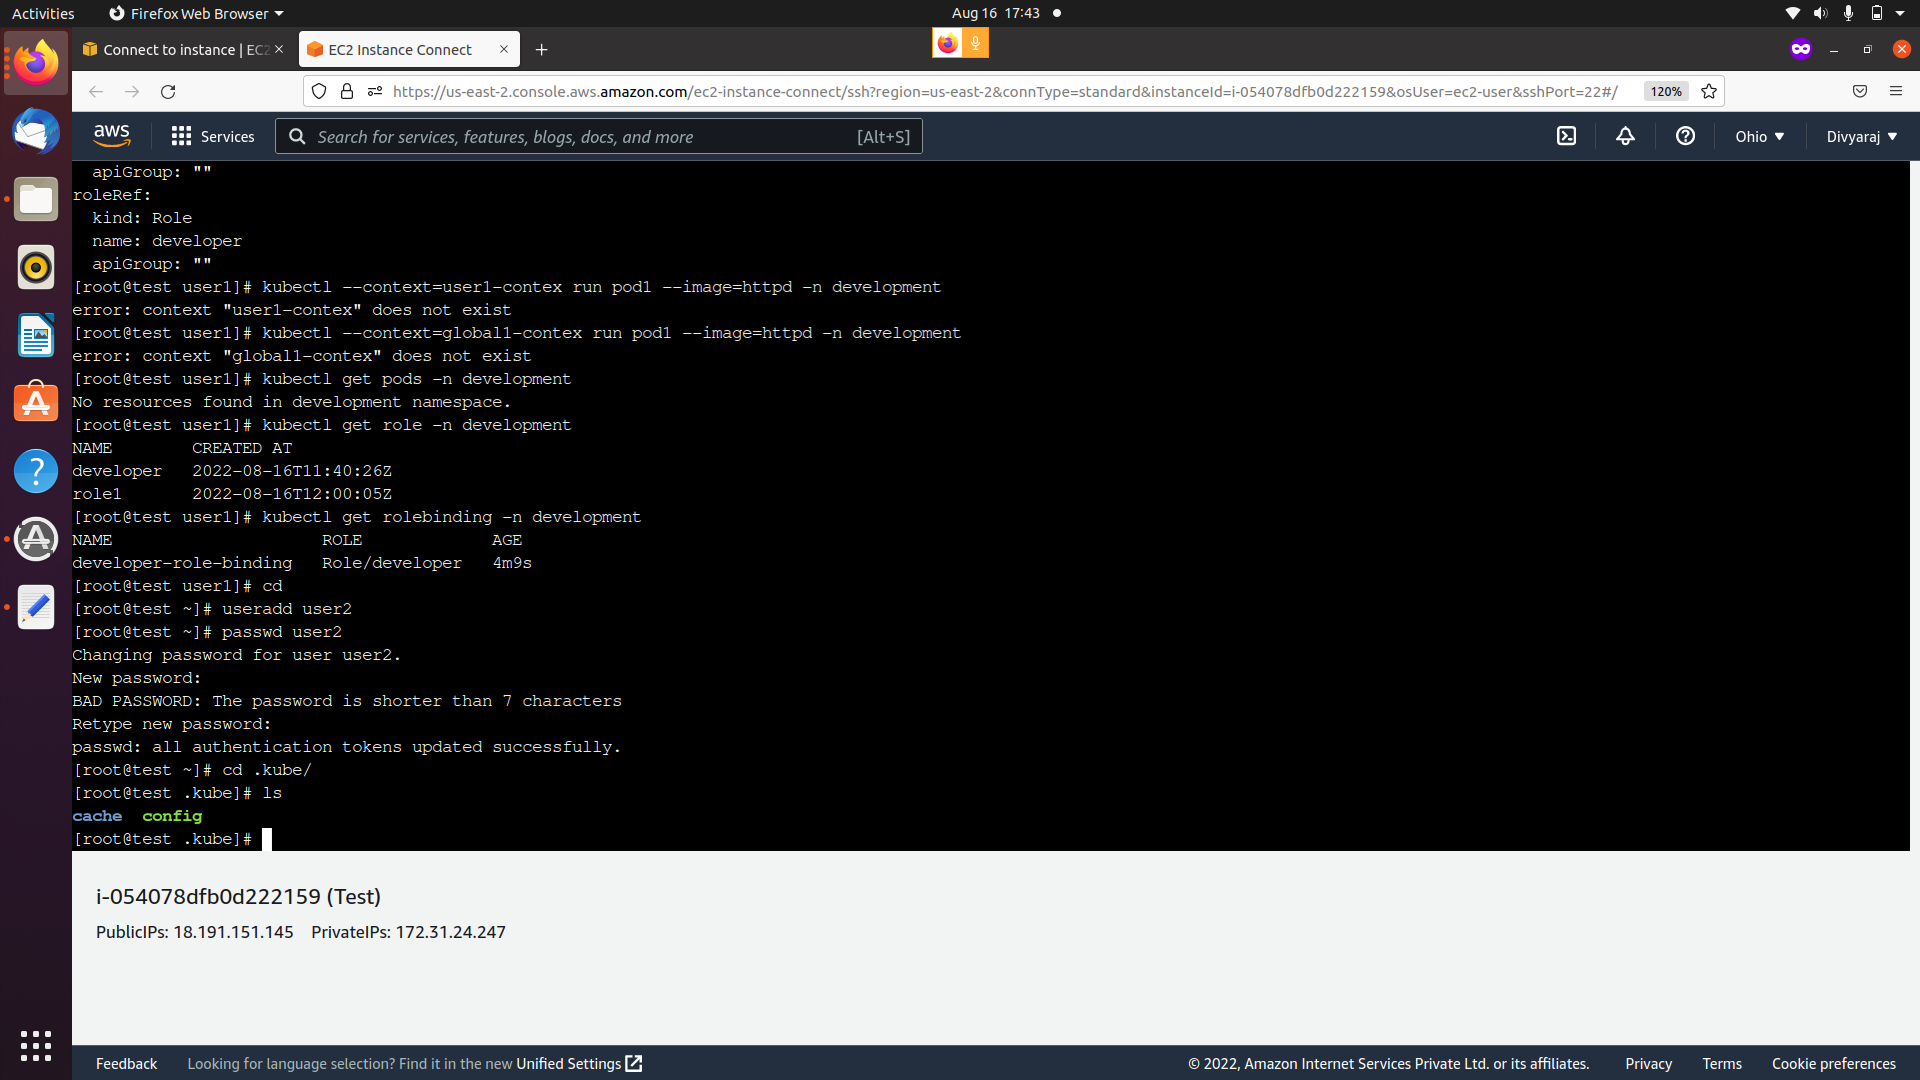 Activities Firefox Web Browser Aug 16 17:43
Connect to instance | EC2 EC2 Instance Connect
https://us-east-2.console.aws.amazon.com/ec2-instance-connect/ssh?region=us-east-2&connType=standard&instanceId=i-054078dfb0d222159&osUser=ec2-user&sshPort=22#/ 120%
aws Services Search for services, features, blogs, docs, and more [Alt+S] Ohio Divyaraj
apiGroup: ""
roleRef:
kind: Role
name: developer
apiGroup: ""
[root@test user1]# kubectl --context=user1-contex run pod1 --image=httpd -n development
error: context "user1-contex" does not exist
[root@test user1]# kubectl --context=global1-contex run pod1 --image=httpd -n development
error: context "global1-contex" does not exist
[root@test user1]# kubectl get pods -n development
No resources found in development namespace.
[root@test user1]# kubectl get role -n development
NAME CREATED AT
developer 2022-08-16T11:40:26Z
role1 2022-08-16T12:00:05Z
[root@test user1]# kubectl get rolebinding -n development
NAME ROLE AGE
developer-role-binding Role/developer 4m9s
[root@test user1]# cd
[root@test ~]# useradd user2
[root@test ~]# passwd user2
Changing password for user user2.
New password:
BAD PASSWORD: The password is shorter than 7 characters
Retype new password:
passwd: all authentication tokens updated successfully.
[root@test ~]# cd .kube/
[root@test .kube]# ls
cache config
[root@test .kube]#
i-054078dfb0d222159 (Test)
PublicIPs: 18.191.151.145 PrivateIPs: 172.31.24.247
Feedback Looking for language selection? Find it in the new Unified Settings © 2022, Amazon Internet Services Private Ltd. or its affiliates. Privacy Terms Cookie preferences